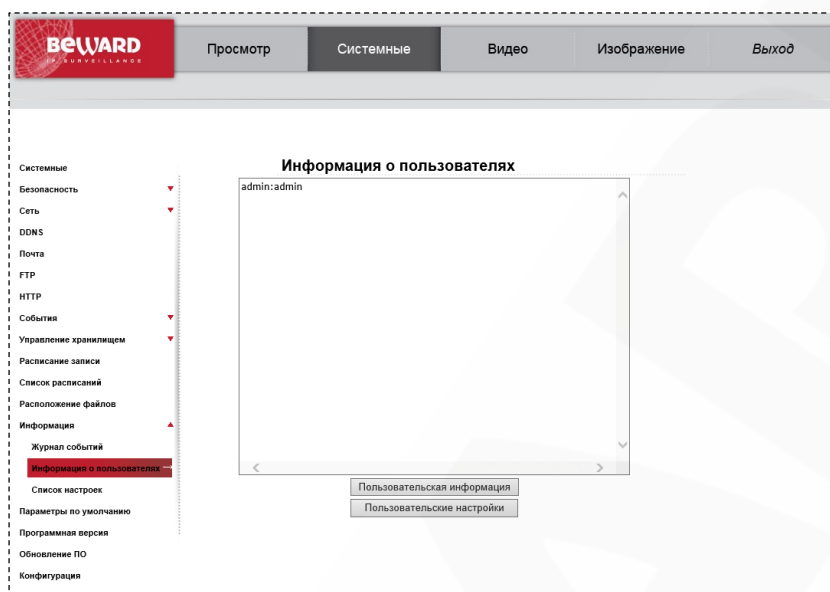 BEWARD
IP SURVEILLANCE
Просмотр
Системные
Видео
Изображение
Выход
Системные
Безопасность
Сеть
DDNS
Почта
FTP
HTTP
События
Управление хранилищем
Расписание записи
Список расписаний
Расположение файлов
Информация
Журнал событий
Информация о пользователях
Список настроек
Параметры по умолчанию
Программная версия
Обновление ПО
Конфигурация
Информация о пользователях
admin:admin
Пользовательская информация
Пользовательские настройки